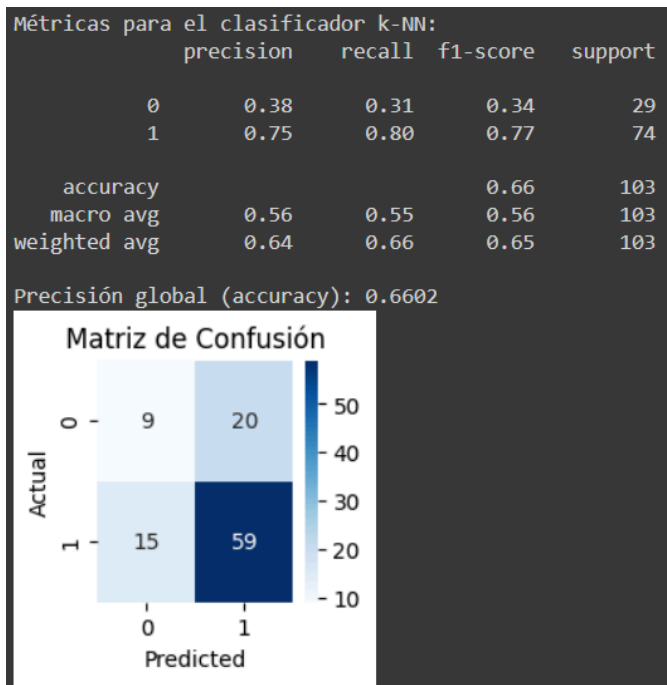 Métricas para el clasificador k-NN:
precision recall f1-score support
0 0.38 0.31 0.34 29
1 0.75 0.80 0.77 74
accuracy 0.66 103
macro avg 0.56 0.55 0.56 103
weighted avg 0.64 0.66 0.65 103
Precisión global (accuracy): 0.6602
Matriz de Confusión
Actual
0
9 20
1
15 59
0 1
Predicted
50
40
30
20
10